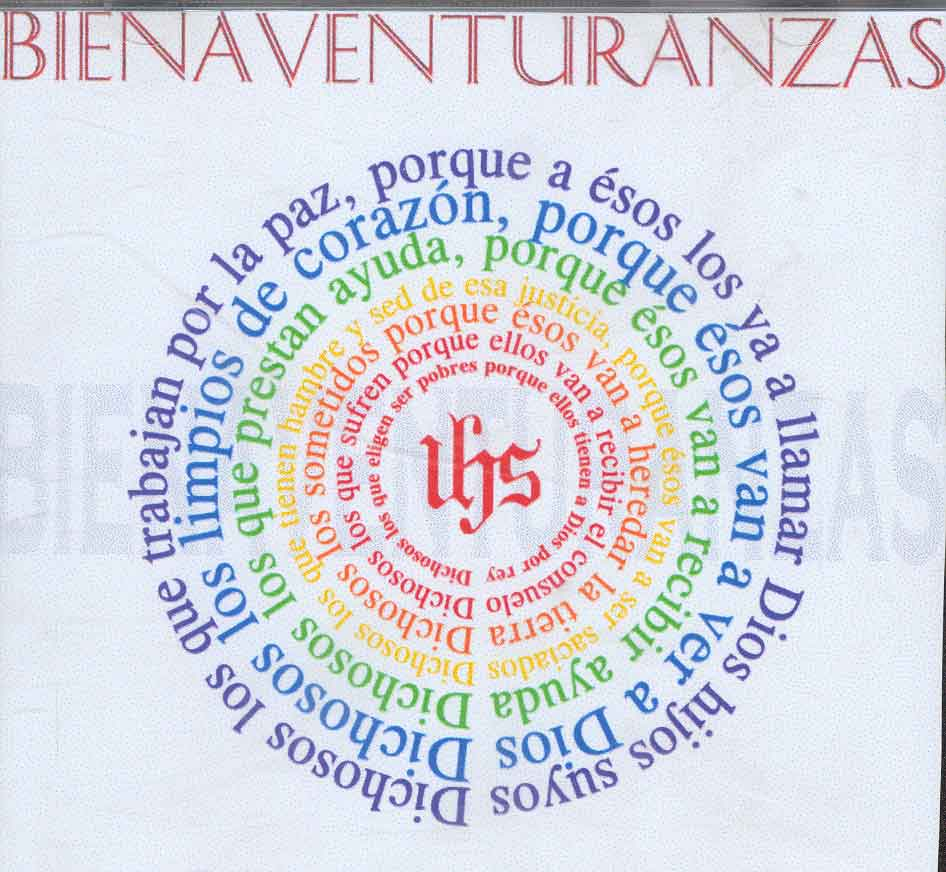 BIENAVENTURANZAS
Dichosos los que trabajan por la paz, porque a ésos los va a llamar Dios hijos suyos
Dichosos los limpios de corazón, porque ésos van a ver a Dios
Dichosos los que prestan ayuda, porque ésos van a recibir ayuda
Dichosos los que tienen hambre y sed de esa justicia, porque ésos van a ser saciados
Dichosos los sometidos porque ésos van a heredar la tierra
Dichosos los que sufren porque ellos van a recibir el consuelo
Dichosos los que eligen ser pobres porque ellos tienen a Dios por rey
ihs
BIENAVENTURANZAS